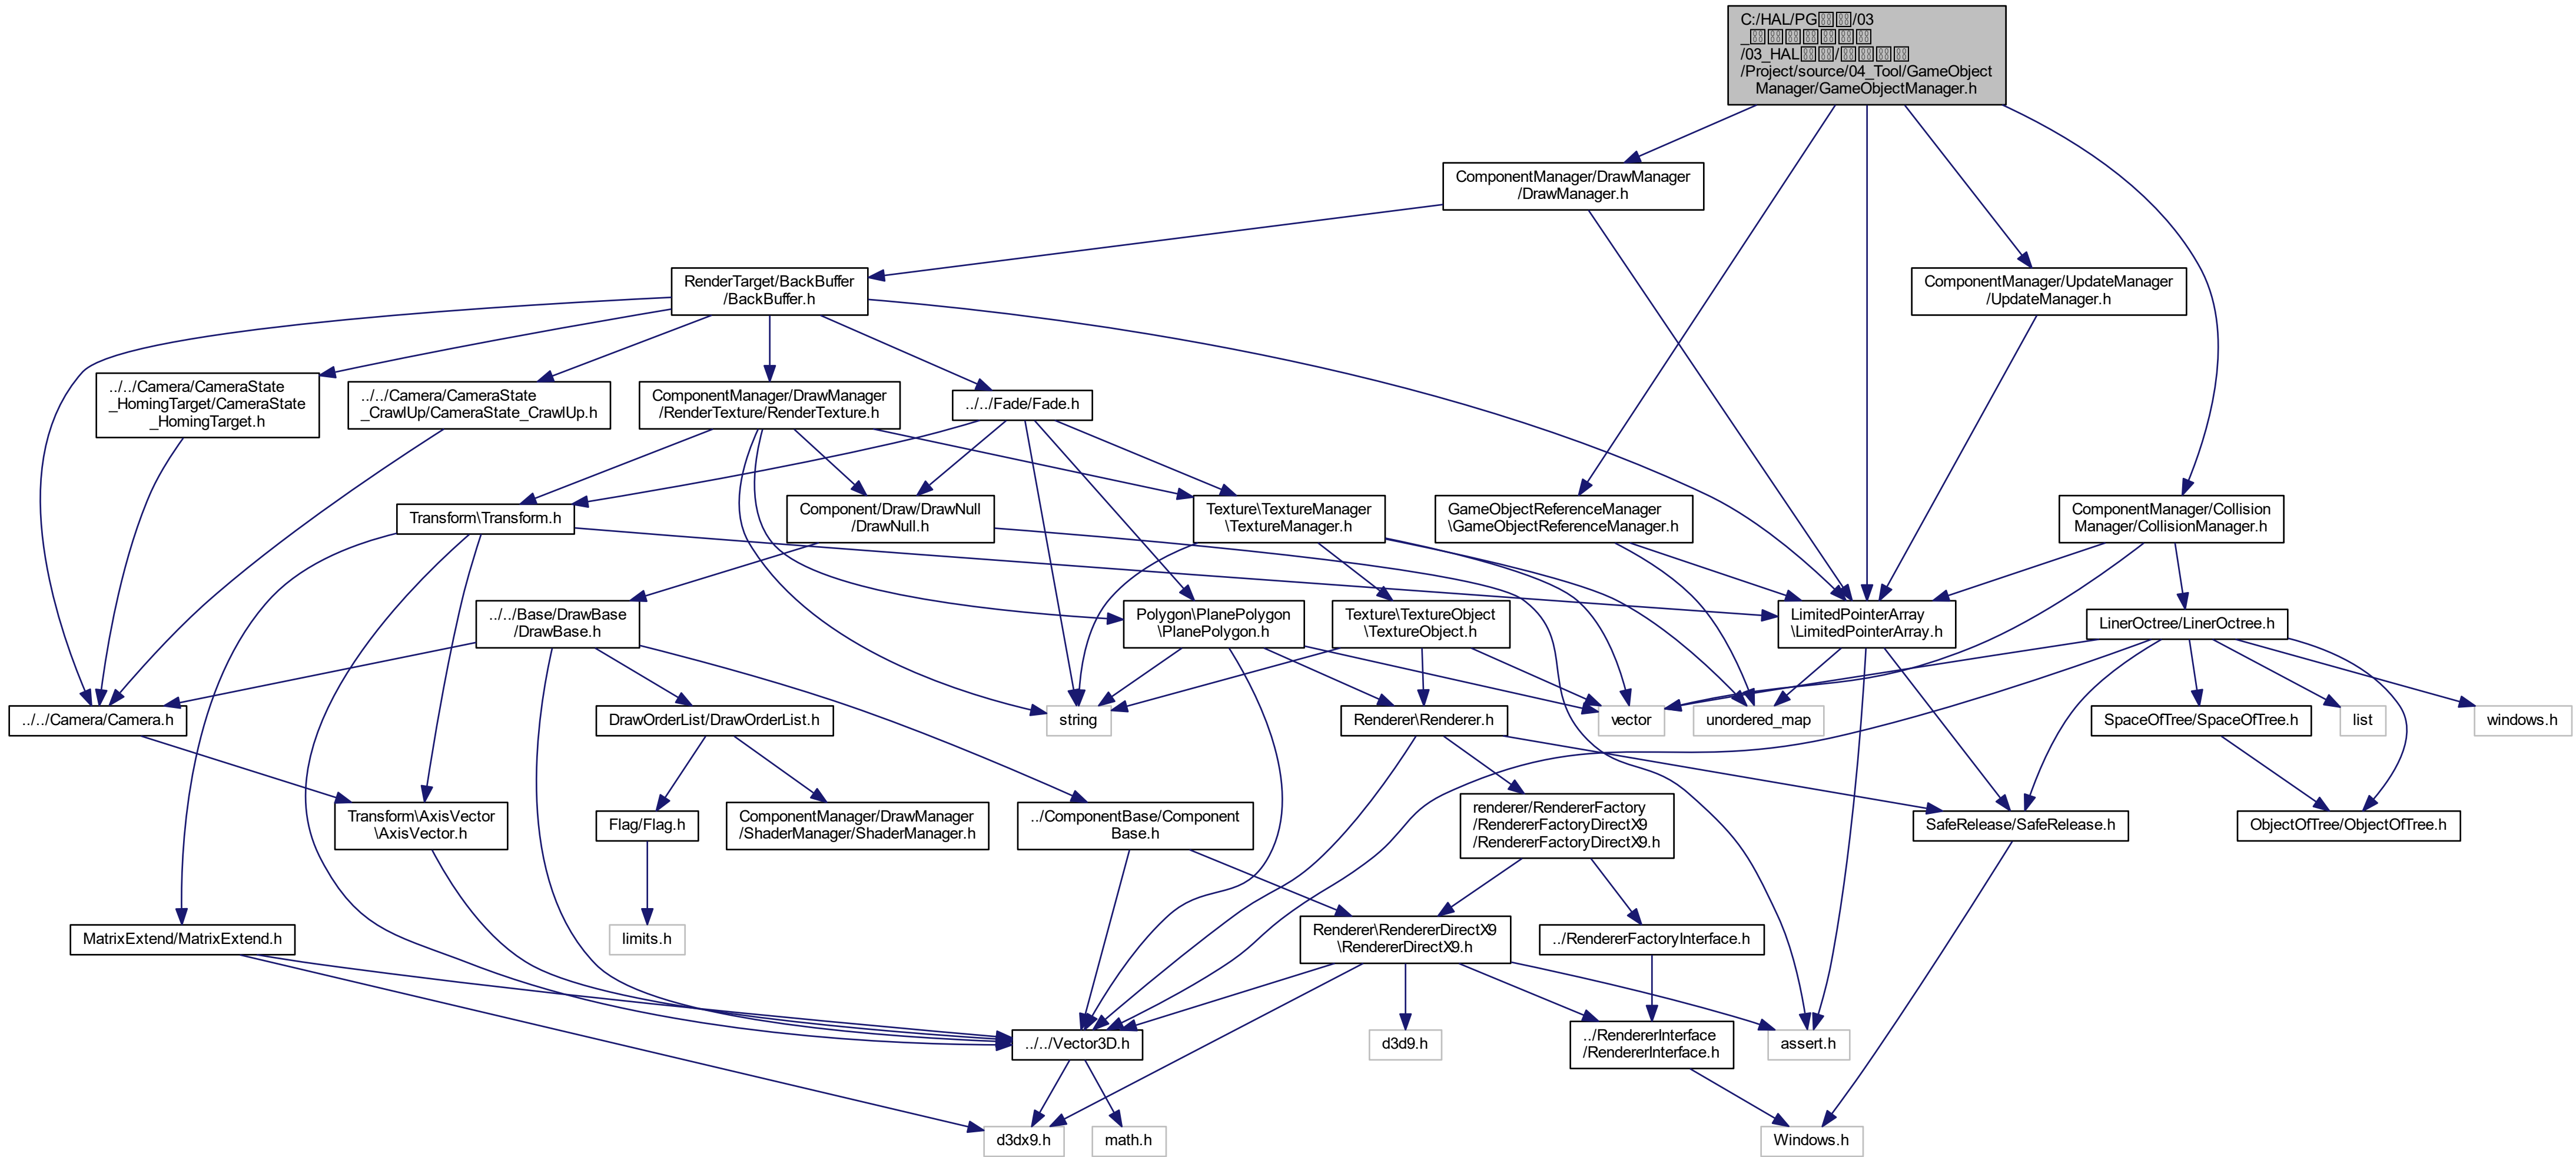 C:/HAL/PG/03
_
/03_HAL/
/Project/source/04_Tool/GameObject
Manager/GameObjectManager.h
ComponentManager/DrawManager
/DrawManager.h
RenderTarget/BackBuffer
/BackBuffer.h
ComponentManager/UpdateManager
/UpdateManager.h
../../Camera/CameraState
_HomingTarget/CameraState
_HomingTarget.h
../../Camera/CameraState
_CrawlUp/CameraState_CrawlUp.h
ComponentManager/DrawManager
/RenderTexture/RenderTexture.h
../../Fade/Fade.h
Transform\Transform.h
Component/Draw/DrawNull
/DrawNull.h
Texture\TextureManager
\TextureManager.h
GameObjectReferenceManager
\GameObjectReferenceManager.h
ComponentManager/Collision
Manager/CollisionManager.h
../../Base/DrawBase
/DrawBase.h
Polygon\PlanePolygon
\PlanePolygon.h
Texture\TextureObject
\TextureObject.h
LimitedPointerArray
\LimitedPointerArray.h
LinerOctree/LinerOctree.h
../../Camera/Camera.h
DrawOrderList/DrawOrderList.h
string
Renderer\Renderer.h
vector
unordered_map
SpaceOfTree/SpaceOfTree.h
list
windows.h
Transform\AxisVector
\AxisVector.h
Flag/Flag.h
ComponentManager/DrawManager
/ShaderManager/ShaderManager.h
../ComponentBase/Component
Base.h
renderer/RendererFactory
/RendererFactoryDirectX9
/RendererFactoryDirectX9.h
SafeRelease/SafeRelease.h
ObjectOfTree/ObjectOfTree.h
MatrixExtend/MatrixExtend.h
limits.h
Renderer\RendererDirectX9
\RendererDirectX9.h
../RendererFactoryInterface.h
../../Vector3D.h
d3d9.h
../RendererInterface
/RendererInterface.h
assert.h
d3dx9.h
math.h
Windows.h